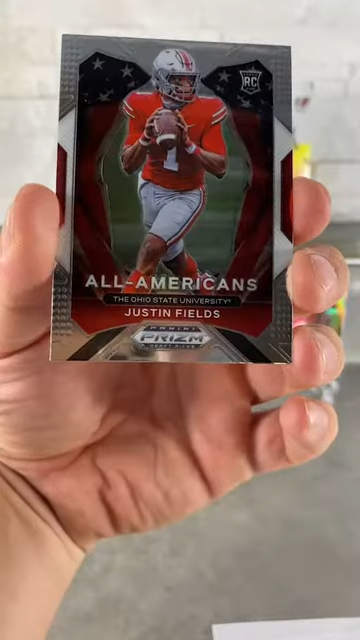 RC
1
ALL-AMERICANS
THE OHIO STATE UNIVERSITY®
JUSTIN FIELDS
PANINI
PRIZM
DRAFT PICKS